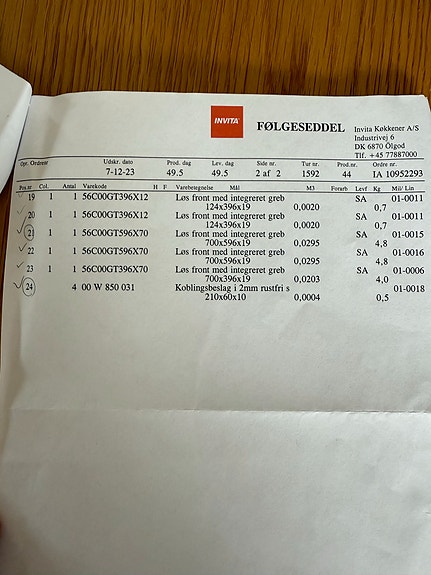 INVITA
FØLGESEDDEL
Invita Køkkener A/S
Industrivej 6
DK 6870 Ölgod
Tlf. +45 77887000
Opr. Ordrenr Udskr. dato Prod. dag Lev. dag Side nr. Tur nr. Prod.nr. Ordre nr.
7-12-23 49.5 49.5 2 af 2 1592 44 IA 10952293
Pos.nr Col. Antal Varekode H F Varebetegnelse Mål M3 Forarb Levf Kg Mil/ Lin
19 1 1 56C00GT396X12 Løs front med integreret greb SA 01-0011
124x396x19 0,0020 0,7
20 1 1 56C00GT396X12 Løs front med integreret greb SA 01-0011
124x396x19 0,0020 0,7
21 1 1 56C00GT596X70 Løs front med integreret greb SA 01-0015
700x596x19 0,0295 4,8
22 1 1 56C00GT596X70 Løs front med integreret greb SA 01-0016
700x596x19 0,0295 4,8
23 1 1 56C00GT396X70 Løs front med integreret greb SA 01-0006
700x396x19 0,0203 4,0
24 4 00 W 850 031 Koblingsbeslag i 2mm rustfri s 01-0018
210x60x10 0,0004 0,5